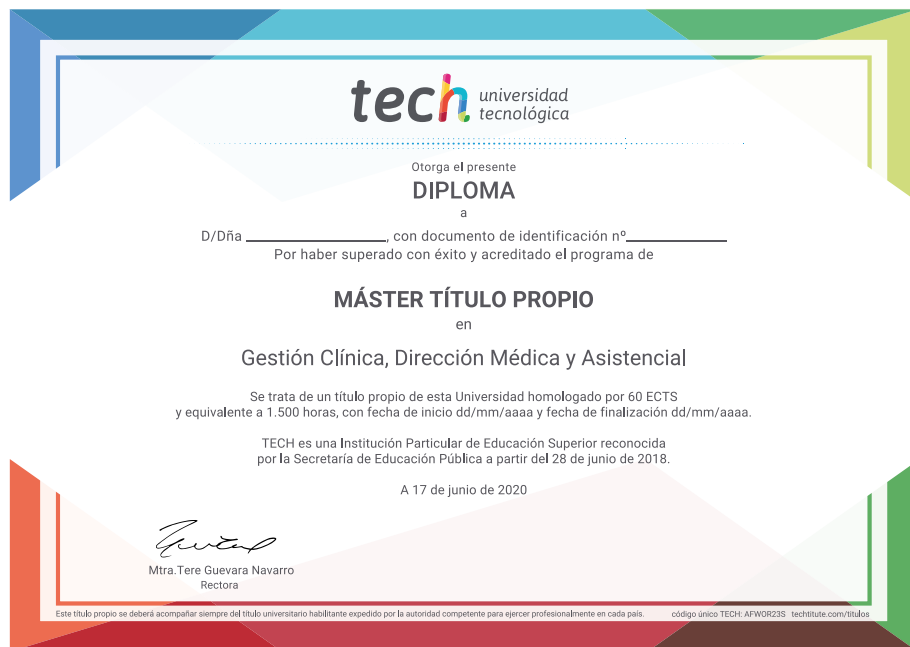 tech universidad
tecnológica
Otorga el presente
DIPLOMA
a
D/Dña ________________, con documento de identificación nº____________
Por haber superado con éxito y acreditado el programa de
MÁSTER TÍTULO PROPIO
en
Gestión Clínica, Dirección Médica y Asistencial
Se trata de un título propio de esta Universidad homologado por 60 ECTS
y equivalente a 1.500 horas, con fecha de inicio dd/mm/aaaa y fecha de finalización dd/mm/aaaa.
TECH es una Institución Particular de Educación Superior reconocida
por la Secretaría de Educación Pública a partir del 28 de junio de 2018.
A 17 de junio de 2020
Mtra.Tere Guevara Navarro
Rectora
Este título propio se deberá acompañar siempre del título universitario habilitante expedido por la autoridad competente para ejercer profesionalmente en cada país. código único TECH: AFWOR23S techtitute.com/titulos